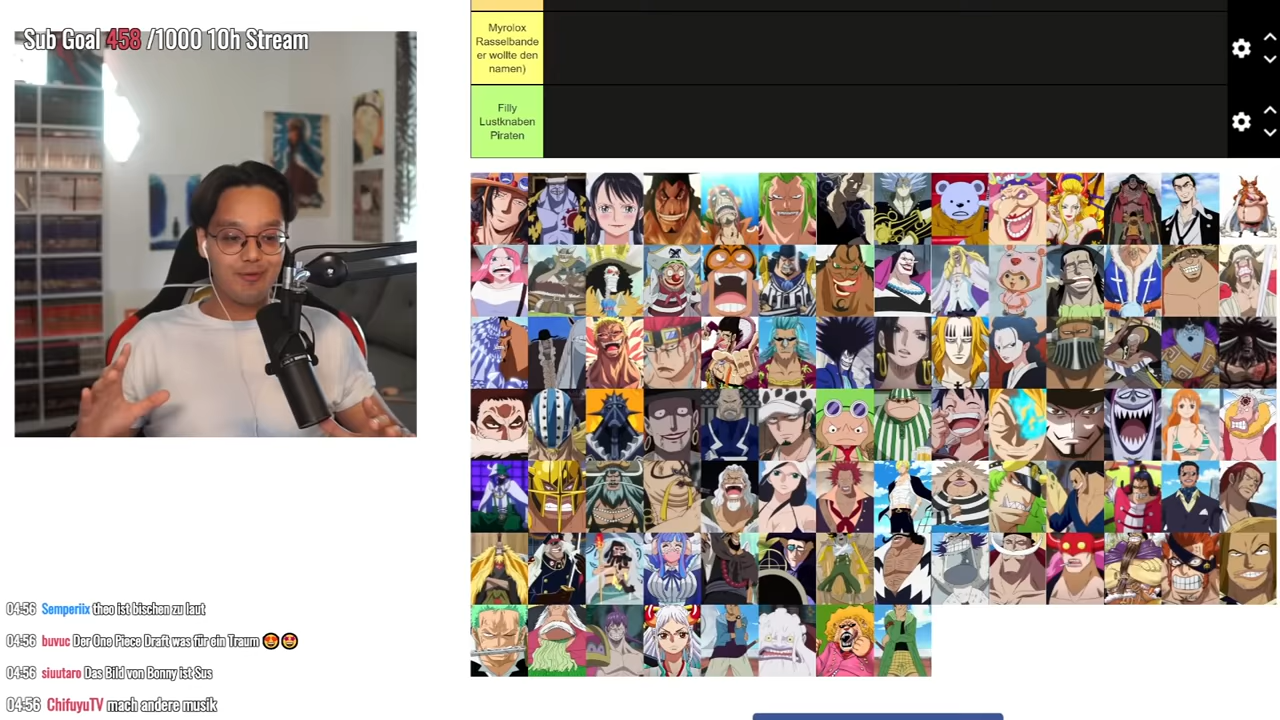 Sub Goal 458 /1000 10h Stream
Myrolox
Rasselbande
er wollte den
namen)
Filly
Lustknaben
Piraten
04:56 Semperiix theo ist bischen zu laut
04:56 buvuc Der One Piece Draft was für ein Traum 😍🤩
04:56 siuutaro Das Bild von Bonny ist Sus
04:56 ChifuyuTV mach andere musik